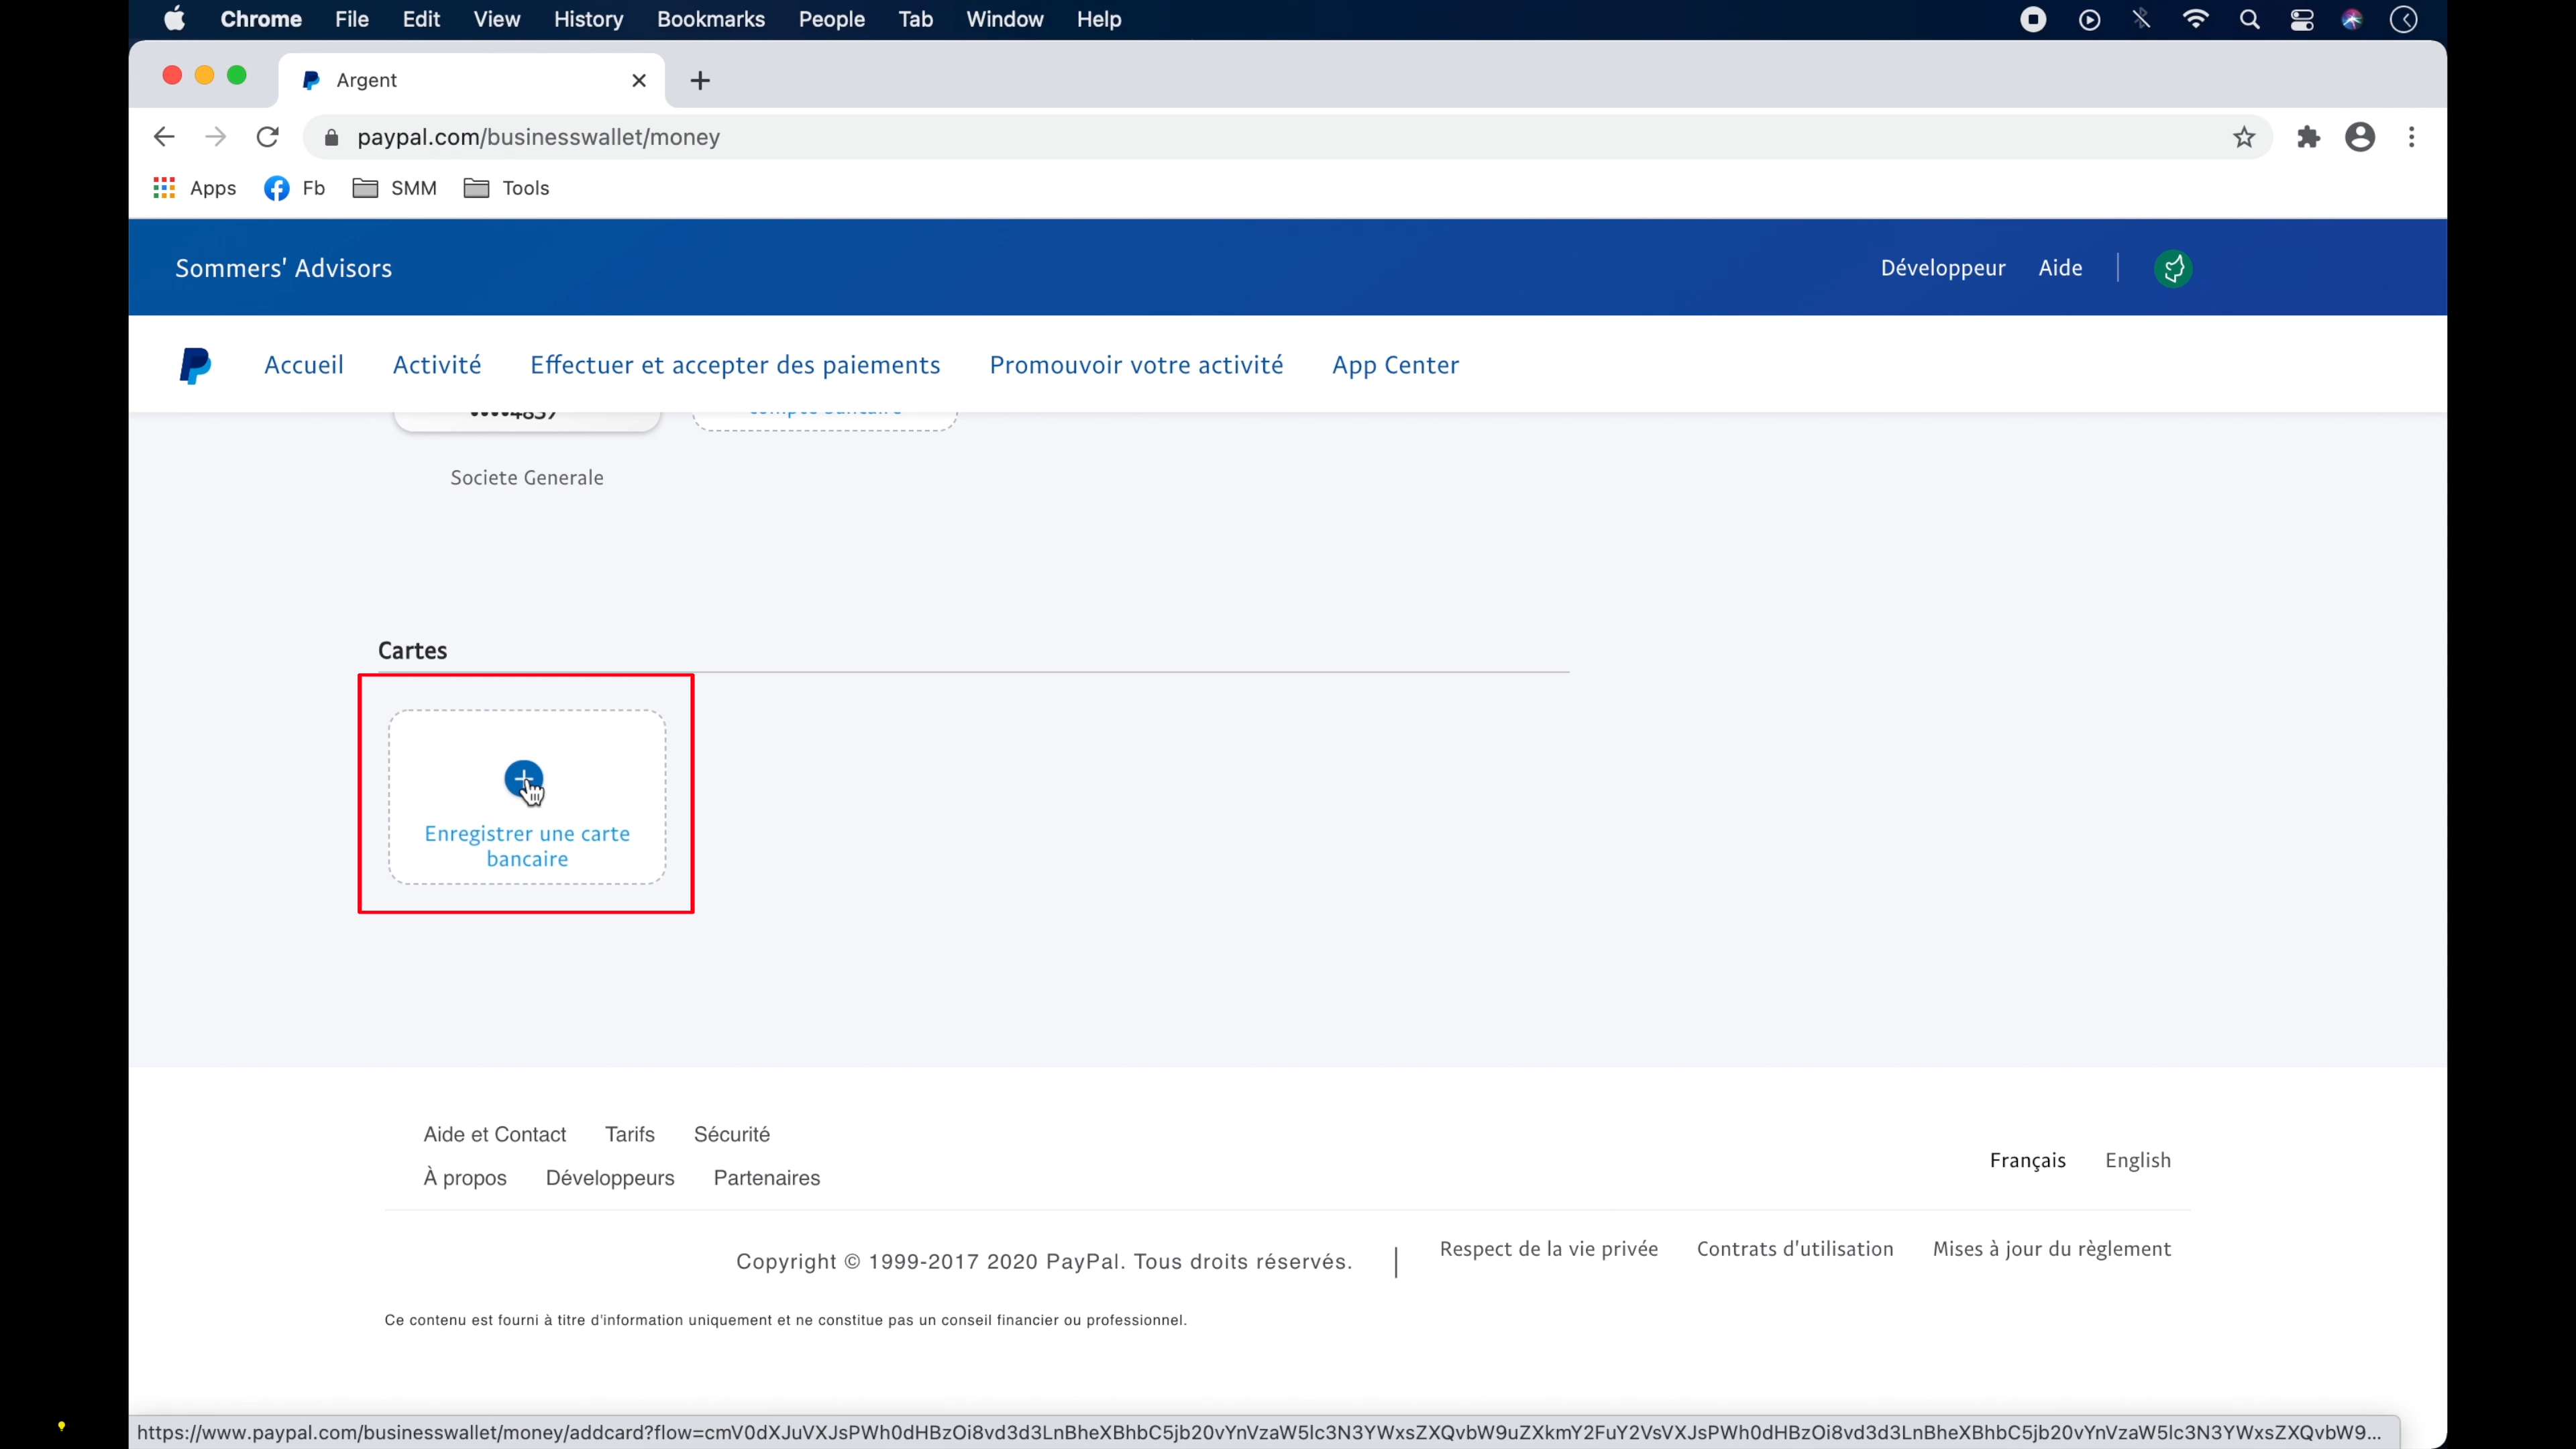 Chrome File Edit View History Bookmarks People Tab Window Help
Argent
paypal.com/businesswallet/money
Apps Fb SMM Tools
Sommers' Advisors Développeur Aide
Accueil Activité Effectuer et accepter des paiements Promouvoir votre activité App Center
Societe Generale
Cartes
Enregistrer une carte
bancaire
Aide et Contact Tarifs Sécurité
À propos Développeurs Partenaires
Français English
Copyright © 1999-2017 2020 PayPal. Tous droits réservés. | Respect de la vie privée Contrats d'utilisation Mises à jour du règlement
Ce contenu est fourni à titre d'information uniquement et ne constitue pas un conseil financier ou professionnel.
https://www.paypal.com/businesswallet/money/addcard?flow=cmV0dXJuVXJsPWh0dHBzOi8vd3d3LnBheXBhbC5jb20vYnVzaW5lc3N3YWxsZXQvbW9uZXkmY2FuY2VsVXJsPWh0dHBzOi8vd3d3LnBheXBhbC5jb20vYnVzaW5lc3N3YWxsZXQvbW9...